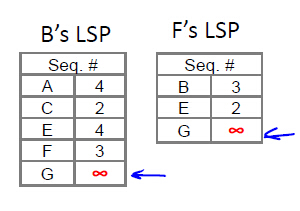 B's LSP
Seq. #
A 4
C 2
E 4
F 3
G ∞
F's LSP
Seq. #
B 3
E 2
G ∞